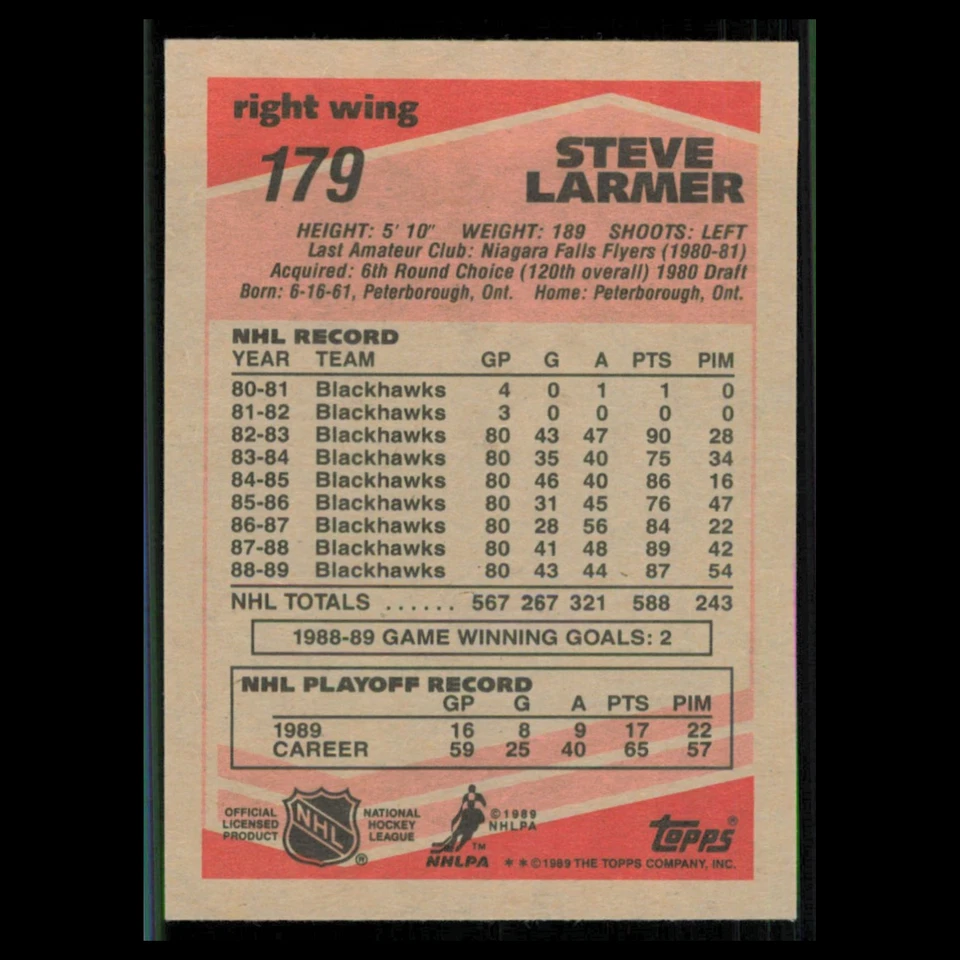 right wing
179
STEVE
LARMER
HEIGHT: 5' 10" WEIGHT: 189 SHOOTS: LEFT
Last Amateur Club: Niagara Falls Flyers (1980-81)
Acquired: 6th Round Choice (120th overall) 1980 Draft
Born: 6-16-61, Peterborough, Ont. Home: Peterborough, Ont.
NHL RECORD
YEAR TEAM GP G A PTS PIM
80-81 Blackhawks 4 0 1 1 0
81-82 Blackhawks 3 0 0 0 0
82-83 Blackhawks 80 43 47 90 28
83-84 Blackhawks 80 35 40 75 34
84-85 Blackhawks 80 46 40 86 16
85-86 Blackhawks 80 31 45 76 47
86-87 Blackhawks 80 28 56 84 22
87-88 Blackhawks 80 41 48 89 42
88-89 Blackhawks 80 43 44 87 54
NHL TOTALS ...... 567 267 321 588 243
1988-89 GAME WINNING GOALS: 2
NHL PLAYOFF RECORD
GP G A PTS PIM
1989 16 8 9 17 22
CAREER 59 25 40 65 57
OFFICIAL
LICENSED
PRODUCT
NHL
®
NATIONAL
HOCKEY
LEAGUE
©1989
NHLPA
TM
NHLPA
topps®
**©1989 THE TOPPS COMPANY, INC.